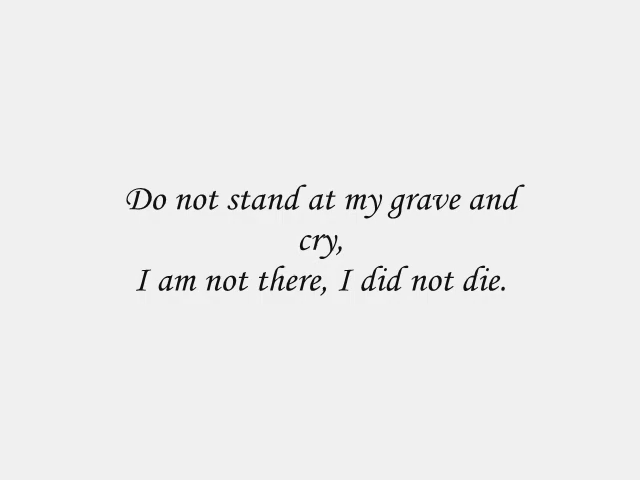 Do not stand at my grave and
cry,
I am not there, I did not die.